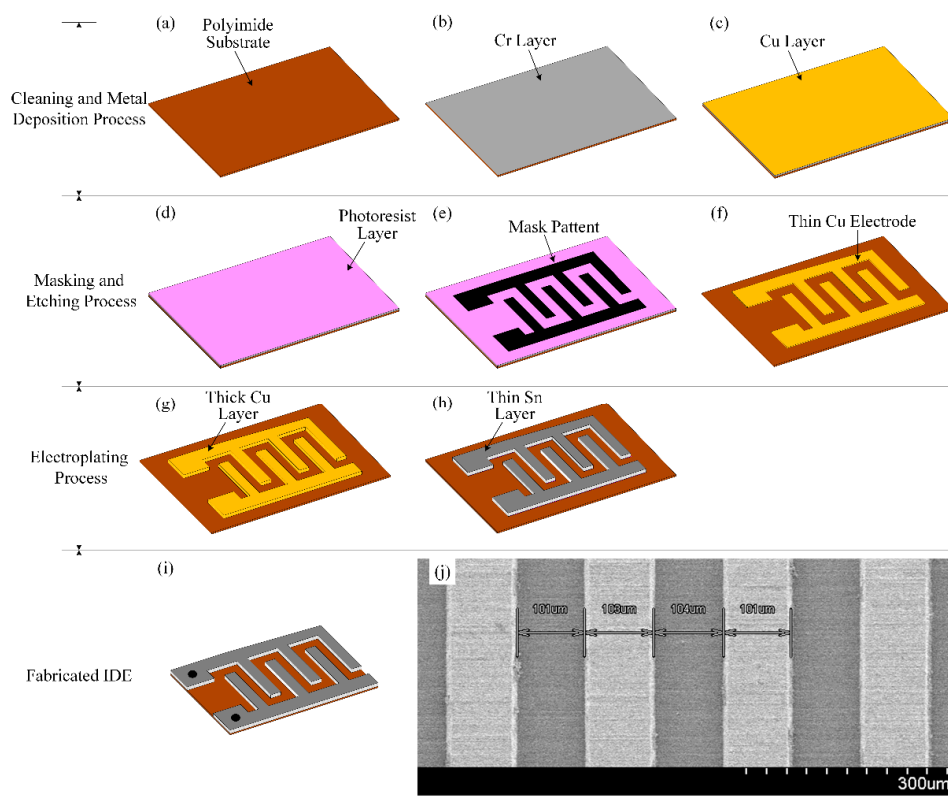 (a)
(b)
(c)
Polyimide
Substrate
Cr Layer
Cu Layer
Cleaning and Metal
Deposition Process
(d)
(e)
(f)
Photoresist
Layer
Mask Pattent
Thin Cu Electrode
Masking and
Etching Process
(g)
(h)
Thick Cu
Layer
Thin Sn
Layer
Electroplating
Process
(i)
(j)
101um
103um
104um
101um
Fabricated IDE
300um